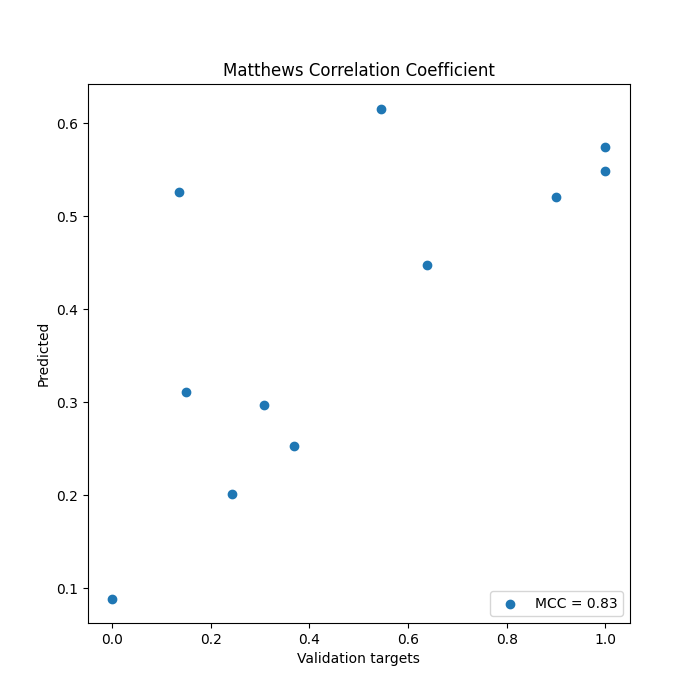 Matthews Correlation Coefficient
0.6
0.5
0.4
0.3
0.2
0.1
Predicted
MCC = 0.83
0.0 0.2 0.4 0.6 0.8 1.0
Validation targets